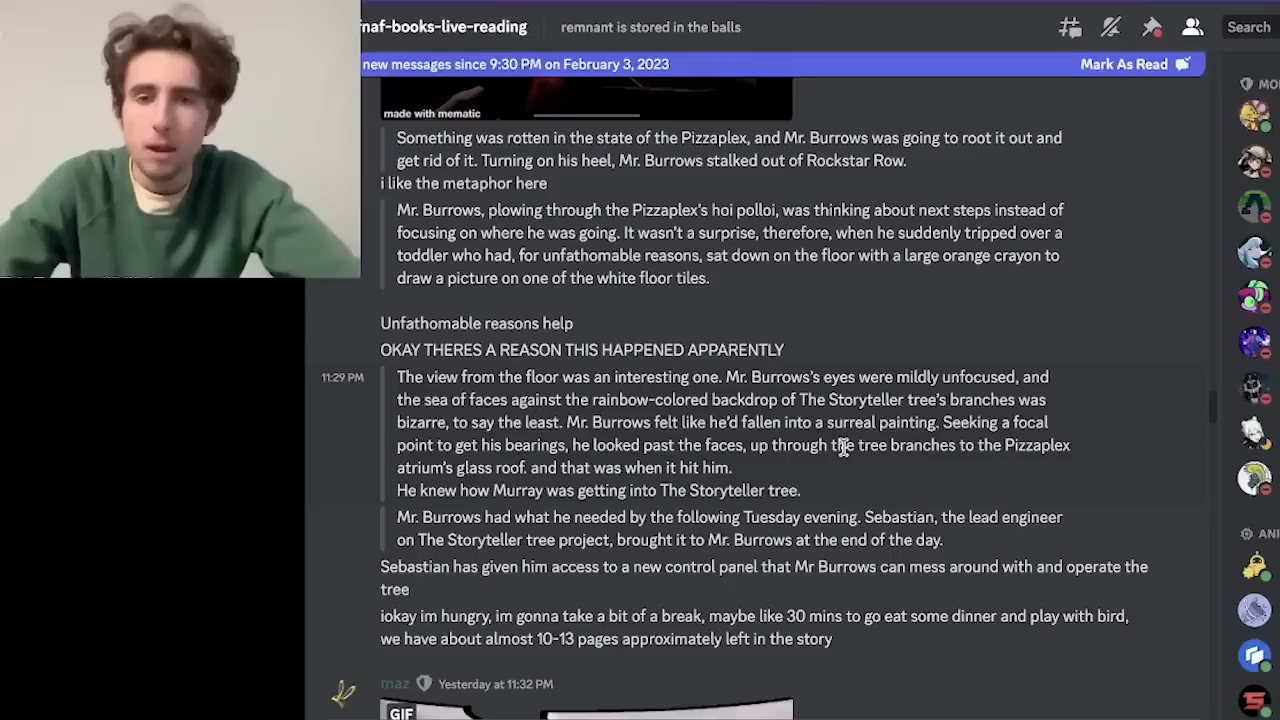 fnaf-books-live-reading
remnant is stored in the balls
Search
new messages since 9:30 PM on February 3, 2023
Mark As Read
MO
made with mematic
Something was rotten in the state of the Pizzaplex, and Mr. Burrows was going to root it out and
get rid of it. Turning on his heel, Mr. Burrows stalked out of Rockstar Row.
i like the metaphor here
Mr. Burrows, plowing through the Pizzaplex's hoi polloi, was thinking about next steps instead of
focusing on where he was going. It wasn't a surprise, therefore, when he suddenly tripped over a
toddler who had, for unfathomable reasons, sat down on the floor with a large orange crayon to
draw a picture on one of the white floor tiles.
Unfathomable reasons help
OKAY THERES A REASON THIS HAPPENED APPARENTLY
11:29 PM
The view from the floor was an interesting one. Mr. Burrows's eyes were mildly unfocused, and
the sea of faces against the rainbow-colored backdrop of The Storyteller tree's branches was
bizarre, to say the least. Mr. Burrows felt like he'd fallen into a surreal painting. Seeking a focal
point to get his bearings, he looked past the faces, up through the tree branches to the Pizzaplex
atrium's glass roof. and that was when it hit him.
He knew how Murray was getting into The Storyteller tree.
Mr. Burrows had what he needed by the following Tuesday evening. Sebastian, the lead engineer
on The Storyteller tree project, brought it to Mr. Burrows at the end of the day.
ANI
Sebastian has given him access to a new control panel that Mr Burrows can mess around with and operate the
tree
iokay im hungry, im gonna take a bit of a break, maybe like 30 mins to go eat some dinner and play with bird,
we have about almost 10-13 pages approximately left in the story
maz Yesterday at 11:32 PM
GIF